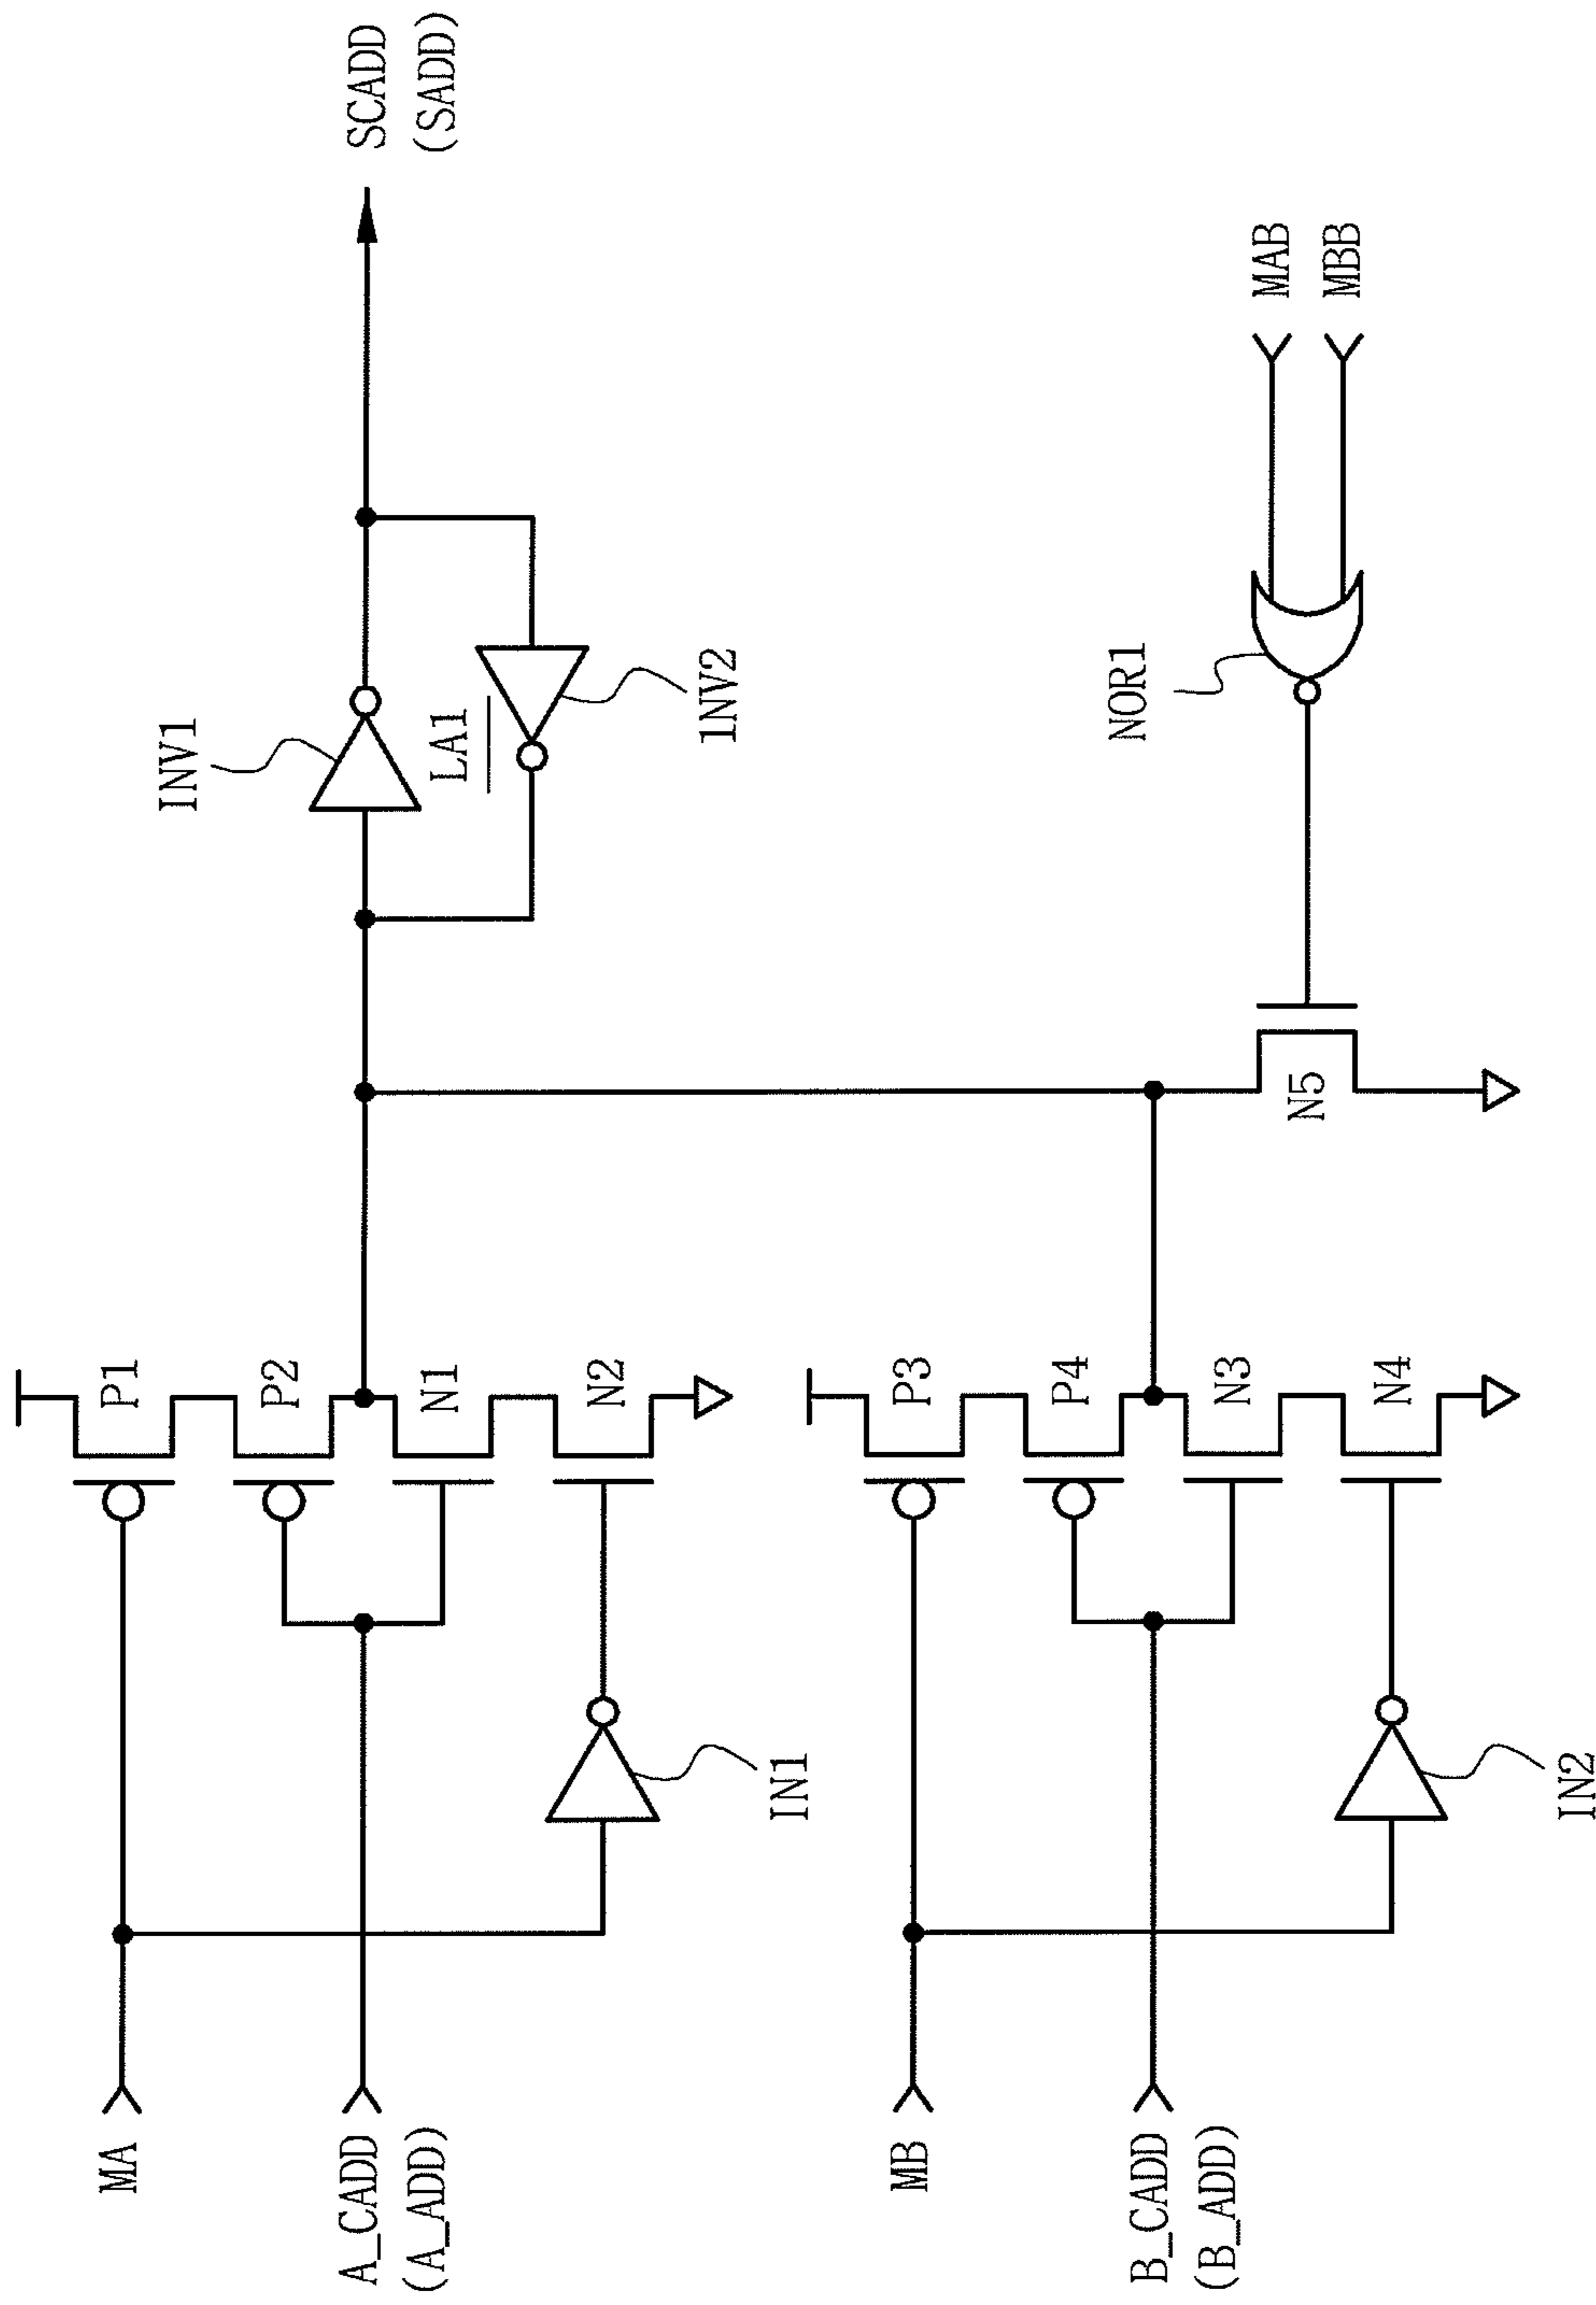 MA
A_CADD
(A_ADD)
P1
P2
N1
N2
IN1
INV1
LA1
1NV2
SCADD
(SADD)
MB
B_CADD
(B_ADD)
P3
P4
N3
N4
IN2
N5
NOR1
MAB
MBB